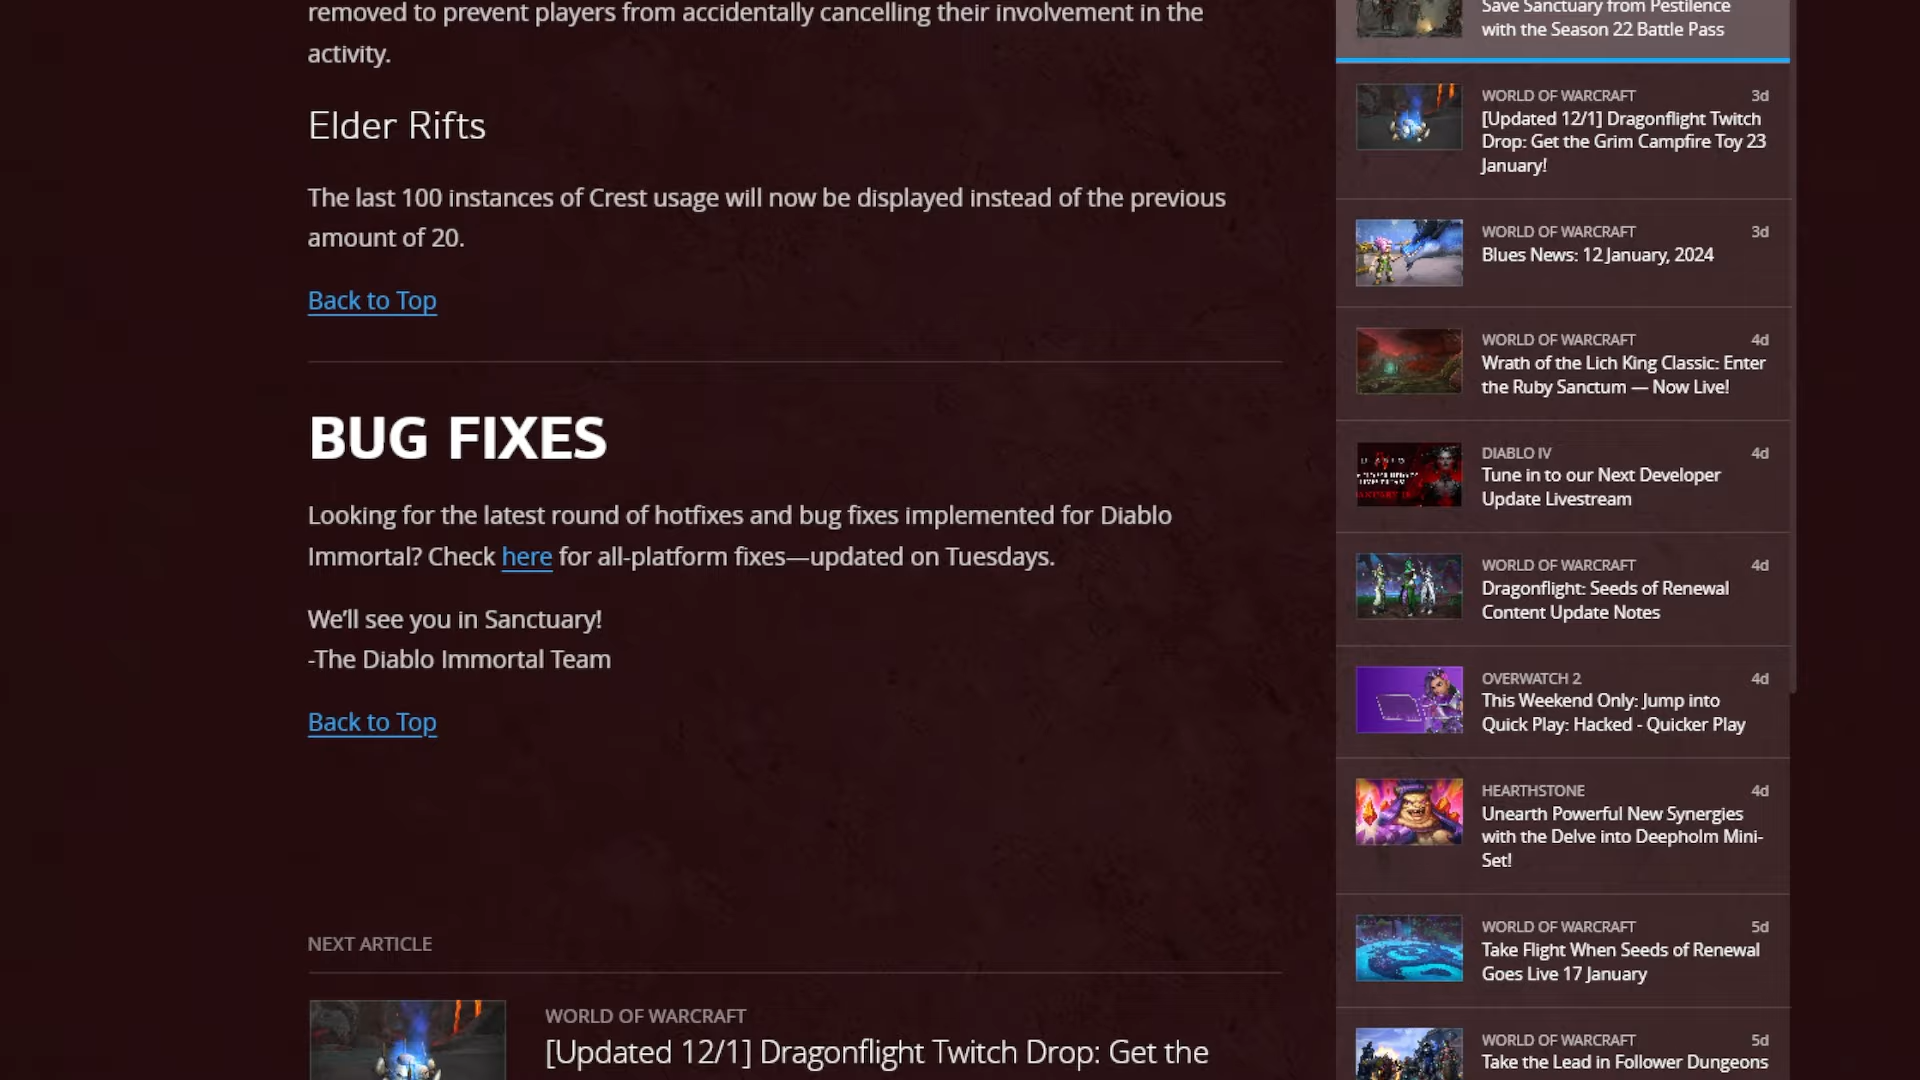 removed to prevent players from accidentally cancelling their involvement in the
activity.
Elder Rifts
The last 100 instances of Crest usage will now be displayed instead of the previous
amount of 20.
Back to Top
BUG FIXES
Looking for the latest round of hotfixes and bug fixes implemented for Diablo
Immortal? Check here for all-platform fixes—updated on Tuesdays.
We’ll see you in Sanctuary!
-The Diablo Immortal Team
Back to Top
NEXT ARTICLE
WORLD OF WARCRAFT
[Updated 12/1] Dragonflight Twitch Drop: Get the
Save Sanctuary from Pestilence
with the Season 22 Battle Pass
WORLD OF WARCRAFT 3d
[Updated 12/1] Dragonflight Twitch
Drop: Get the Grim Campfire Toy 23
January!
WORLD OF WARCRAFT 3d
Blues News: 12 January, 2024
WORLD OF WARCRAFT 4d
Wrath of the Lich King Classic: Enter
the Ruby Sanctum — Now Live!
DIABLO IV 4d
Tune in to our Next Developer
Update Livestream
WORLD OF WARCRAFT 4d
Dragonflight: Seeds of Renewal
Content Update Notes
OVERWATCH 2 4d
This Weekend Only: Jump into
Quick Play: Hacked - Quicker Play
HEARTHSTONE 4d
Unearth Powerful New Synergies
with the Delve into Deepholm Mini-
Set!
WORLD OF WARCRAFT 5d
Take Flight When Seeds of Renewal
Goes Live 17 January
WORLD OF WARCRAFT 5d
Take the Lead in Follower Dungeons